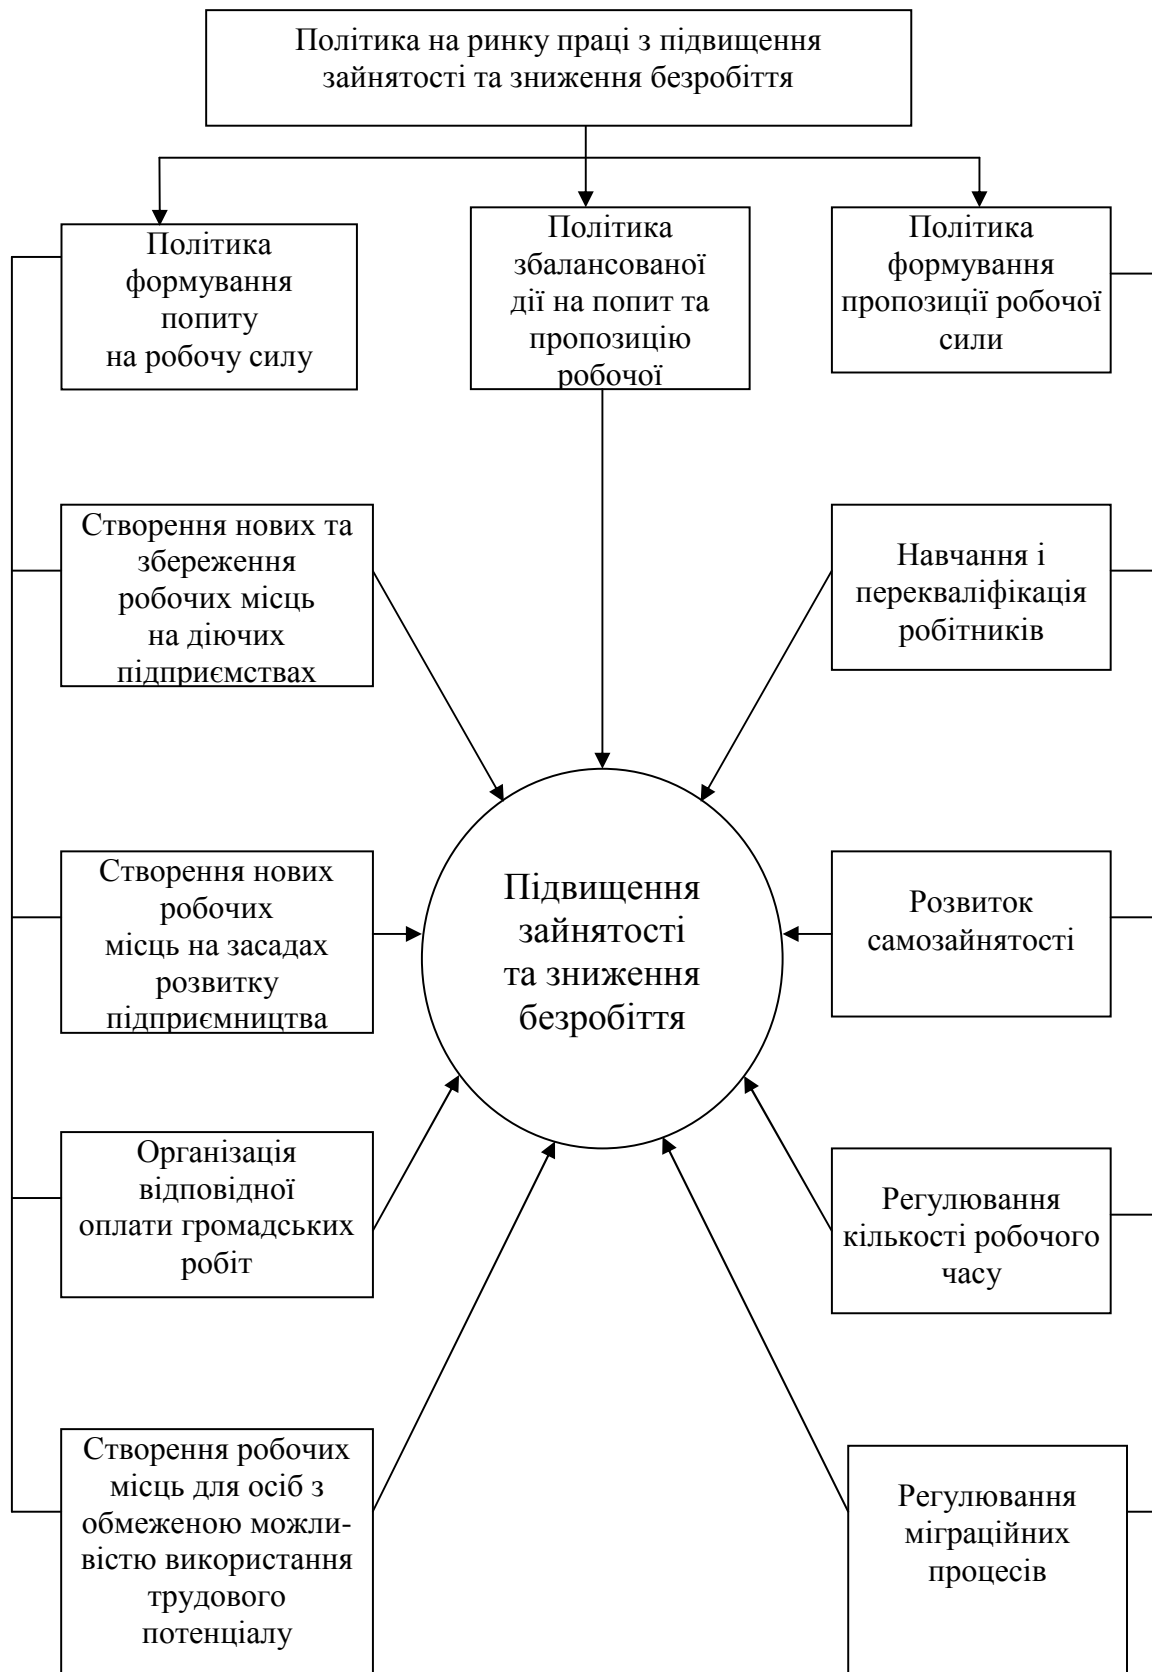 Політика на ринку праці з підвищення
зайнятості та зниження безробіття
Політика
формування
попиту
на робочу силу
Політика
збалансованої
дії на попит та
пропозицію
робочої
Політика
формування
пропозиції робочої
сили
Створення нових та
збереження
робочих місць
на діючих
підприємствах
Навчання і
перекваліфікація
робітників
Створення нових
робочих
місць на засадах
розвитку
підприємництва
Підвищення
зайнятості
та зниження
безробіття
Розвиток
самозайнятості
Організація
відповідної
оплати громадських
робіт
Регулювання
кількості робочого
часу
Створення робочих
місць для осіб з
обмеженою можли-
вістю використання
трудового
потенціалу
Регулювання
міграційних
процесів